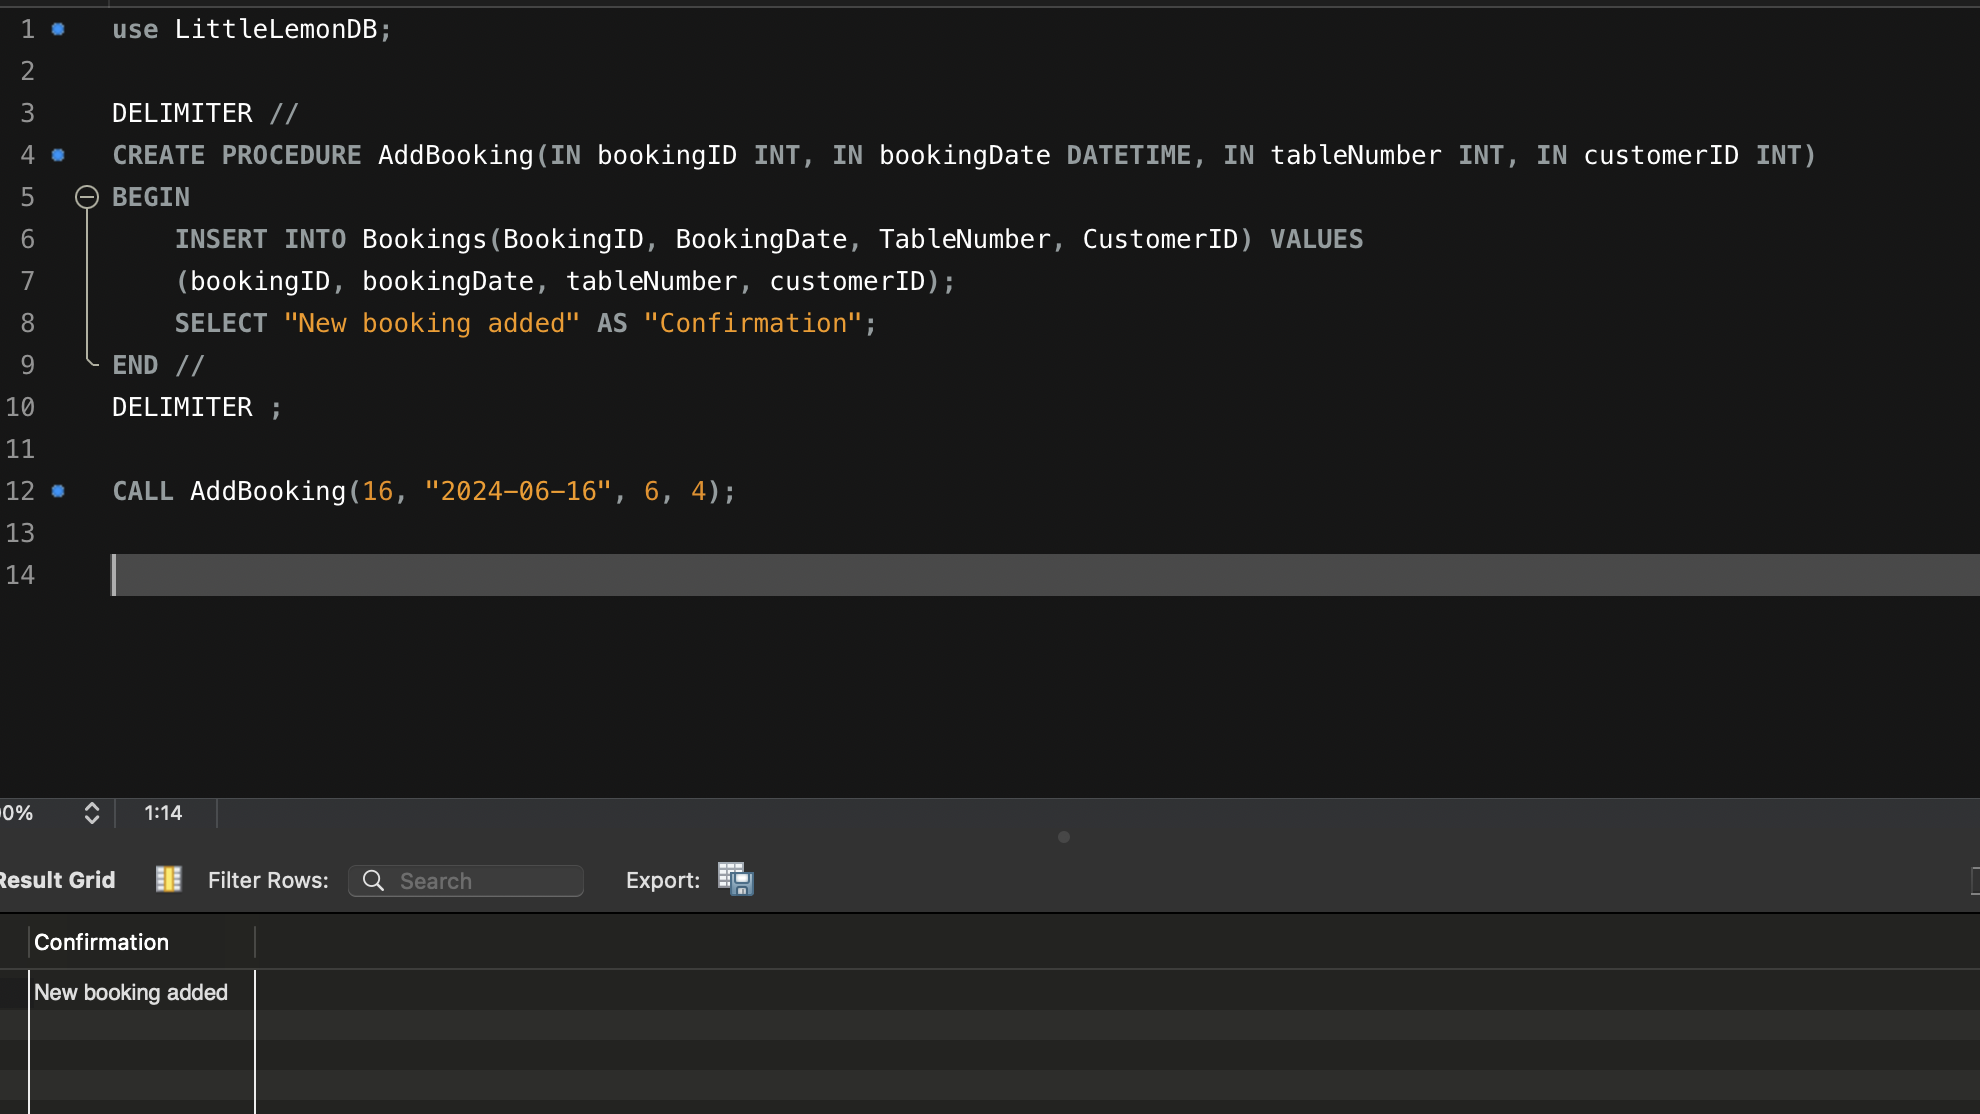 1 use LittleLemonDB;
2
3 DELIMITER //
4 CREATE PROCEDURE AddBooking(IN bookingID INT, IN bookingDate DATETIME, IN tableNumber INT, IN customerID INT)
5 BEGIN
6 INSERT INTO Bookings(BookingID, BookingDate, TableNumber, CustomerID) VALUES
7 (bookingID, bookingDate, tableNumber, customerID);
8 SELECT "New booking added" AS "Confirmation";
9 END //
10 DELIMITER ;
11
12 CALL AddBooking(16, "2024-06-16", 6, 4);
13
14
00% 1:14
Result Grid Filter Rows: Search Export:
Confirmation
New booking added